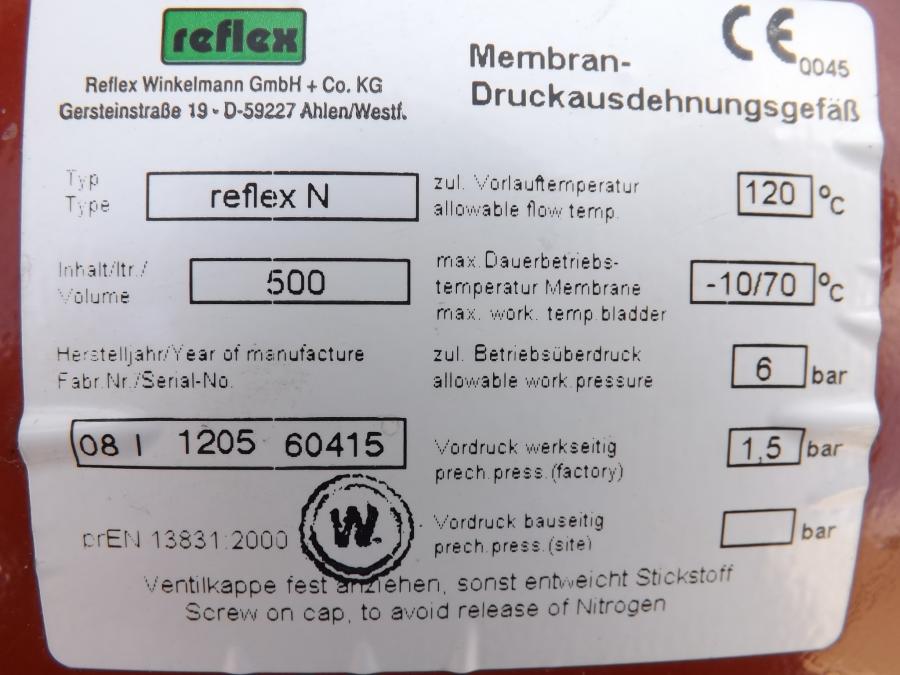 reflex
Reflex Winkelmann GmbH + Co. KG
Gersteinstraße 19 - D-59227 Ahlen/Westf.
Membran-
Druckausdehnungsgefäß
CE 0045
Typ
Type
reflex N
Inhalt/ltr./
Volume
500
Herstelljahr/Year of manufacture
Fabr.Nr./Serial-No.
08 I 1205 60415
prEN 13831:2000
W
zul. Vorlauftemperatur
allowable flow temp.
120 °C
max.Dauerbetriebs-
temperatur Membrane
max. work. temp.bladder
-10/70 °C
zul. Betriebsüberdruck
allowable work.pressure
6 bar
Vordruck werkseitig
prech.press.(factory)
1,5 bar
Vordruck bauseitig
prech.press.(site)
bar
Ventilkappe fest anziehen, sonst entweicht Stickstoff
Screw on cap, to avoid release of Nitrogen